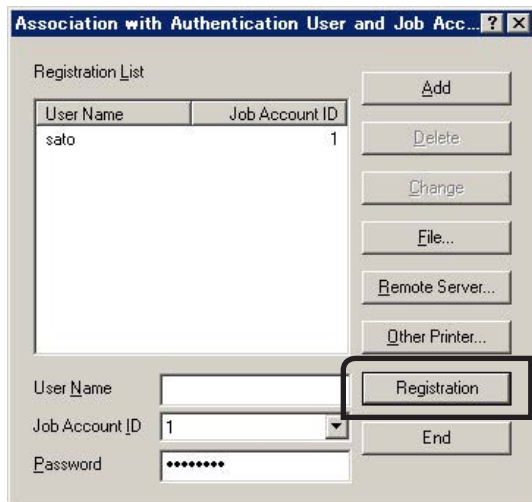 Association with Authentication User and Job Acc...
Registration List
User Name Job Account ID
sato 1
Add
Delete
Change
File...
Remote Server...
Other Printer...
User Name
Registration
Job Account ID 1
End
Password ••••••••